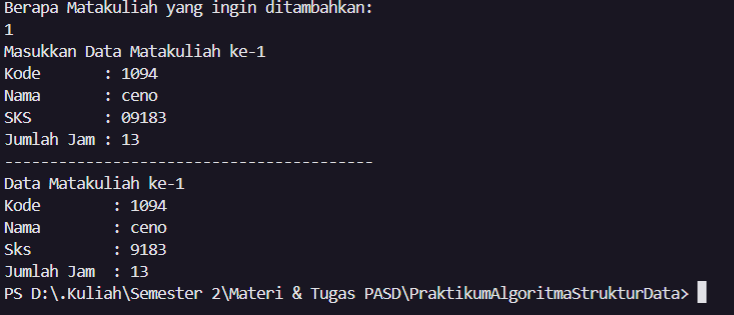 Berapa Matakuliah yang ingin ditambahkan:
1
Masukkan Data Matakuliah ke-1
Kode       : 1094
Nama       : ceno
SKS        : 09183
Jumlah Jam : 13
-----------------------------------------
Data Matakuliah ke-1
Kode        : 1094
Nama        : ceno
Sks         : 9183
Jumlah Jam  : 13
PS D:\.Kuliah\Semester 2\Materi & Tugas PASD\PraktikumAlgoritmaStrukturData>